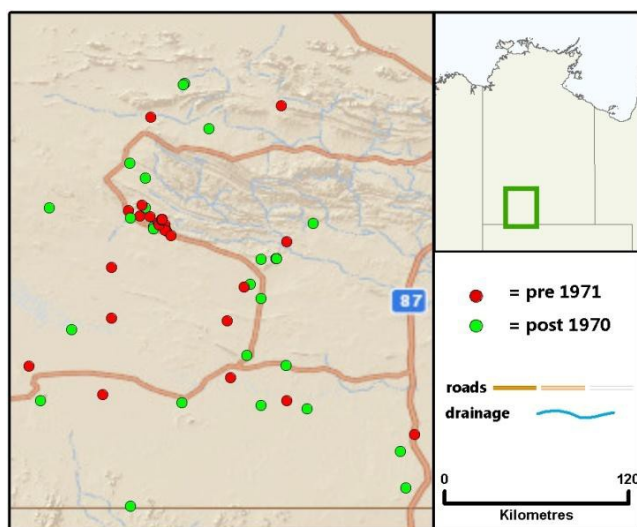 87
= pre 1971
= post 1970
roads
drainage
0 120
Kilometres